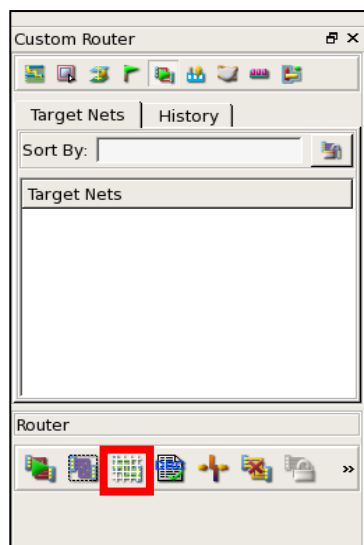 Custom Router
Target Nets
History
Sort By:
Target Nets
Router
»